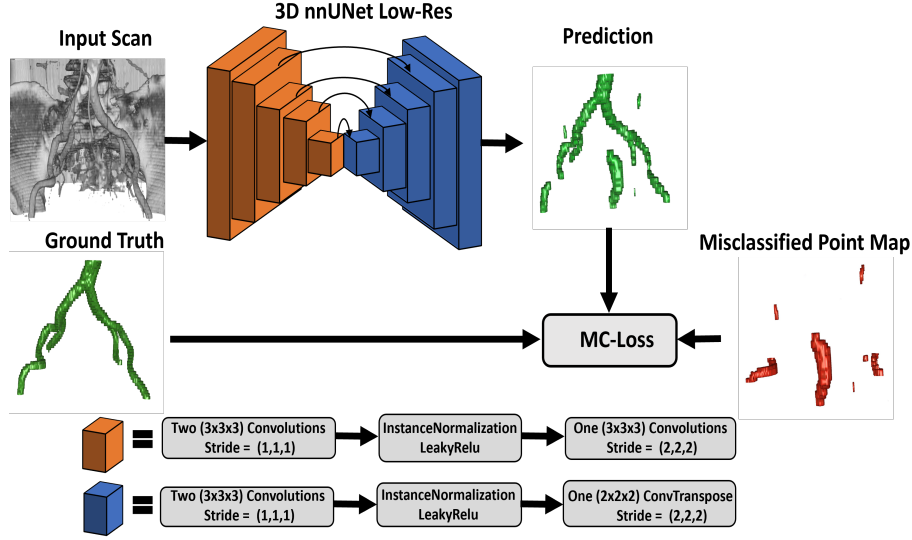 3D nnUNet Low-Res
Input Scan
Prediction
Ground Truth
Misclassified Point Map
MC-Loss
=
Two (3x3x3) Convolutions
Stride = (1,1,1)
InstanceNormalization
LeakyRelu
One (3x3x3) Convolutions
Stride = (2,2,2)
=
Two (3x3x3) Convolutions
Stride = (1,1,1)
InstanceNormalization
LeakyRelu
One (2x2x2) ConvTranspose
Stride = (2,2,2)